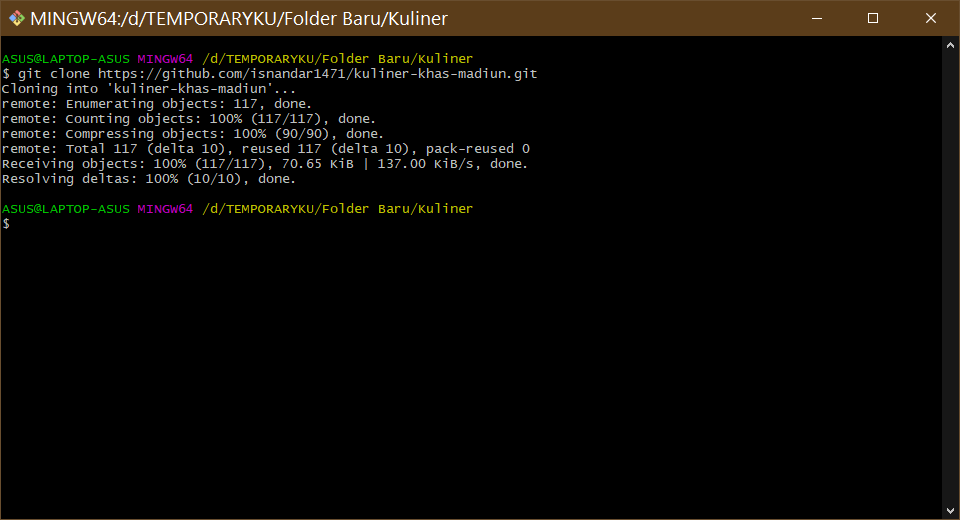 MINGW64:/d/TEMPORARYKU/Folder Baru/Kuliner
ASUS@LAPTOP-ASUS MINGW64 /d/TEMPORARYKU/Folder Baru/Kuliner
$ git clone https://github.com/isnandar1471/kuliner-khas-madiun.git
Cloning into 'kuliner-khas-madiun'...
remote: Enumerating objects: 117, done.
remote: Counting objects: 100% (117/117), done.
remote: Compressing objects: 100% (90/90), done.
remote: Total 117 (delta 10), reused 117 (delta 10), pack-reused 0
Receiving objects: 100% (117/117), 70.65 KiB | 137.00 KiB/s, done.
Resolving deltas: 100% (10/10), done.
ASUS@LAPTOP-ASUS MINGW64 /d/TEMPORARYKU/Folder Baru/Kuliner
$